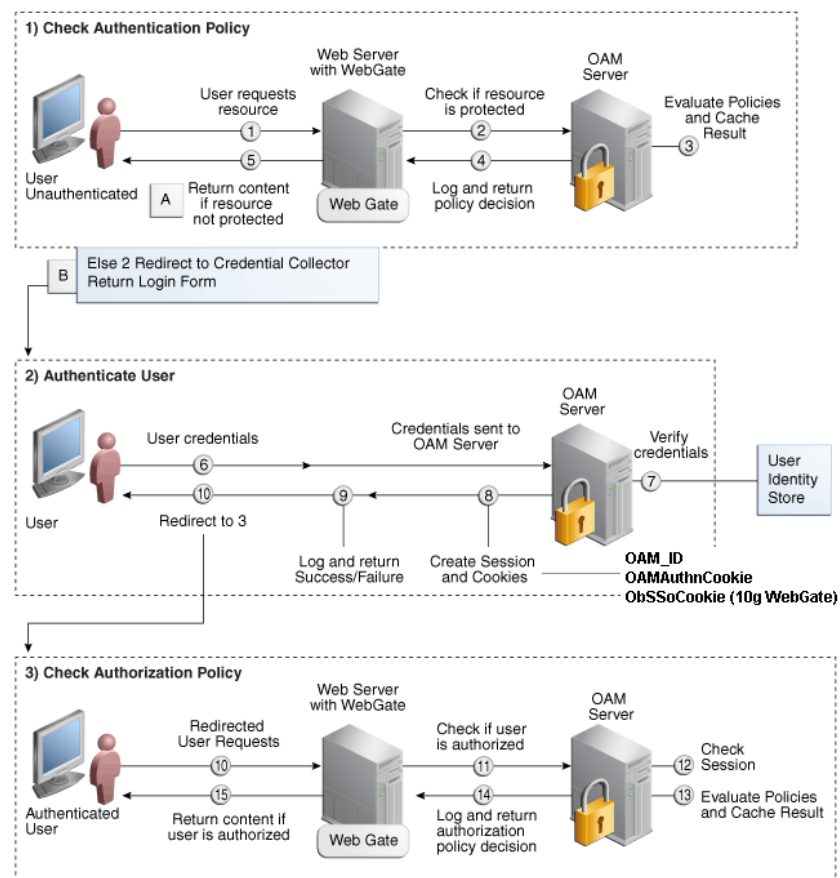 1) Check Authentication Policy
Web Server
with WebGate
OAM
Server
User requests
resource
Check if resource
is protected
Evaluate Policies
and Cache
Result
1
2
3
5
4
User
Unauthenticated
A
Return content
if resource
not protected
Web Gate
Log and return
policy decision
B
Else 2 Redirect to Credential Collector
Return Login Form
2) Authenticate User
OAM
Server
User credentials
Credentials sent to
OAM Server
Verify
credentials
6
7
10
9
8
User
Identity
Store
User
Redirect to 3
Log and return
Success/Failure
Create Session
and Cookies
OAM_ID
OAMAuthnCookie
ObSSoCookie (10g WebGate)
3) Check Authorization Policy
Web Server
with WebGate
OAM
Server
Redirected
User Requests
Check if user
is authorized
10
11
12
Check
Session
15
14
13
Evaluate Policies
and Cache Result
Authenticated
User
Return content if
user is authorized
Web Gate
Log and return
authorization
policy decision